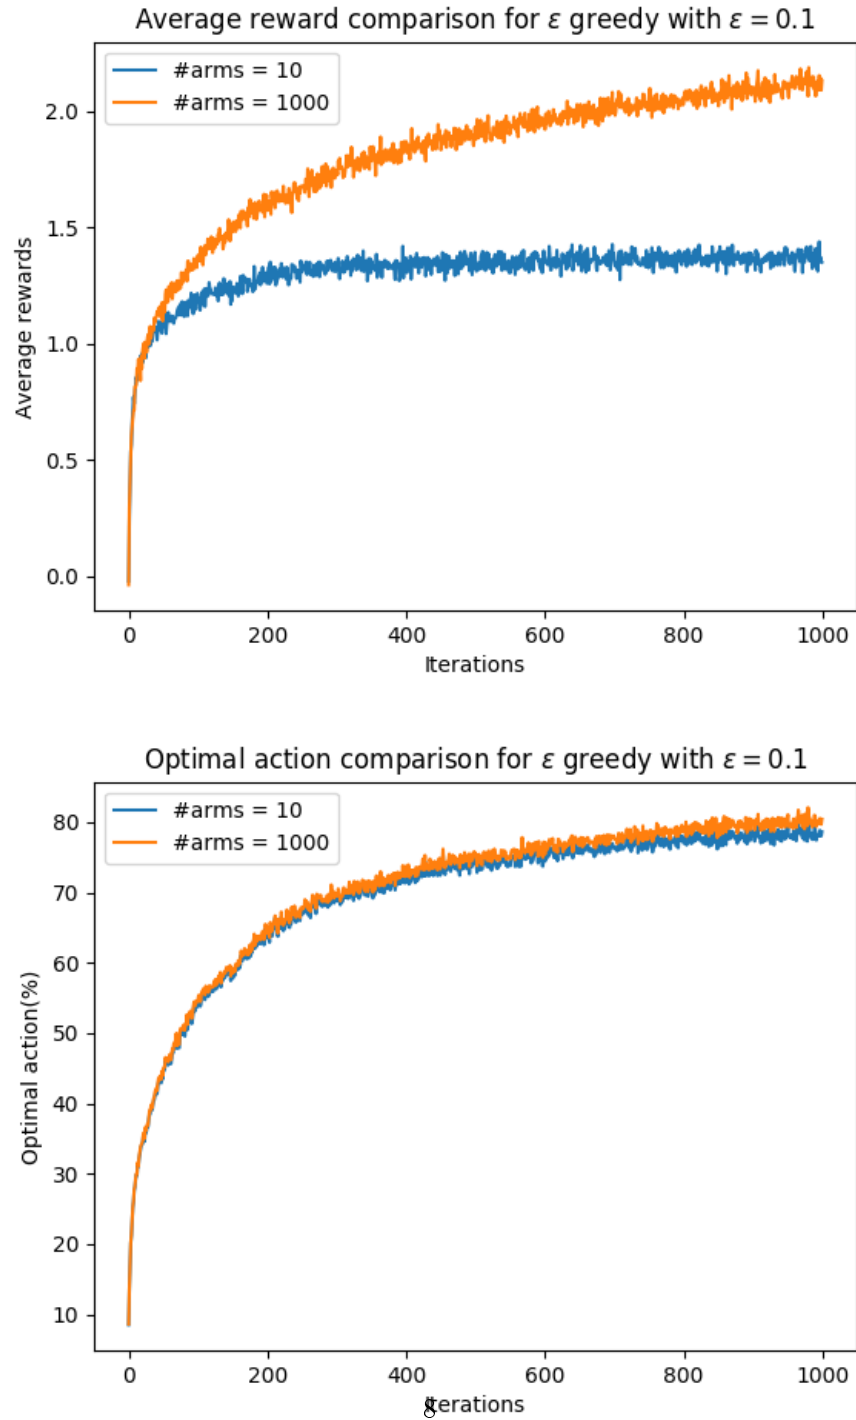 Average reward comparison for ε greedy with ε = 0.1
#arms = 10
#arms = 1000
2.0
1.5
1.0
0.5
0.0
Average rewards
0 200 400 600 800 1000
Iterations
Optimal action comparison for ε greedy with ε = 0.1
#arms = 10
#arms = 1000
80
70
60
50
40
30
20
10
Optimal action(%)
0 200 400 600 800 1000
Iterations
8